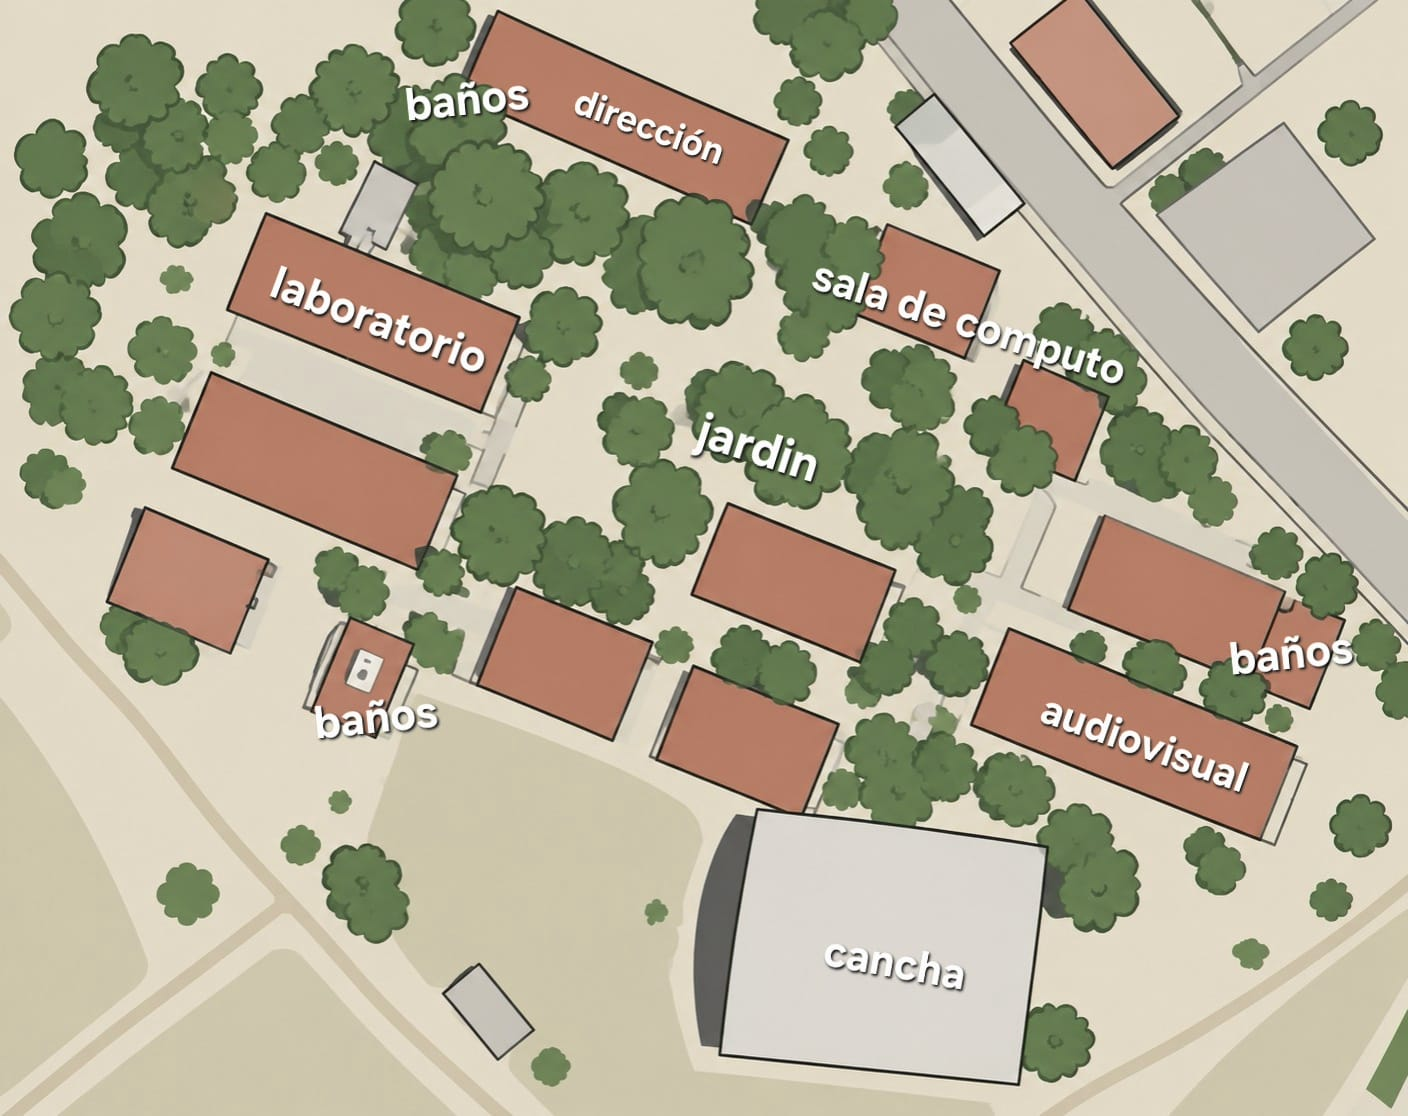 baños
dirección
laboratorio
sala de computo
jardin
baños
baños
audiovisual
cancha